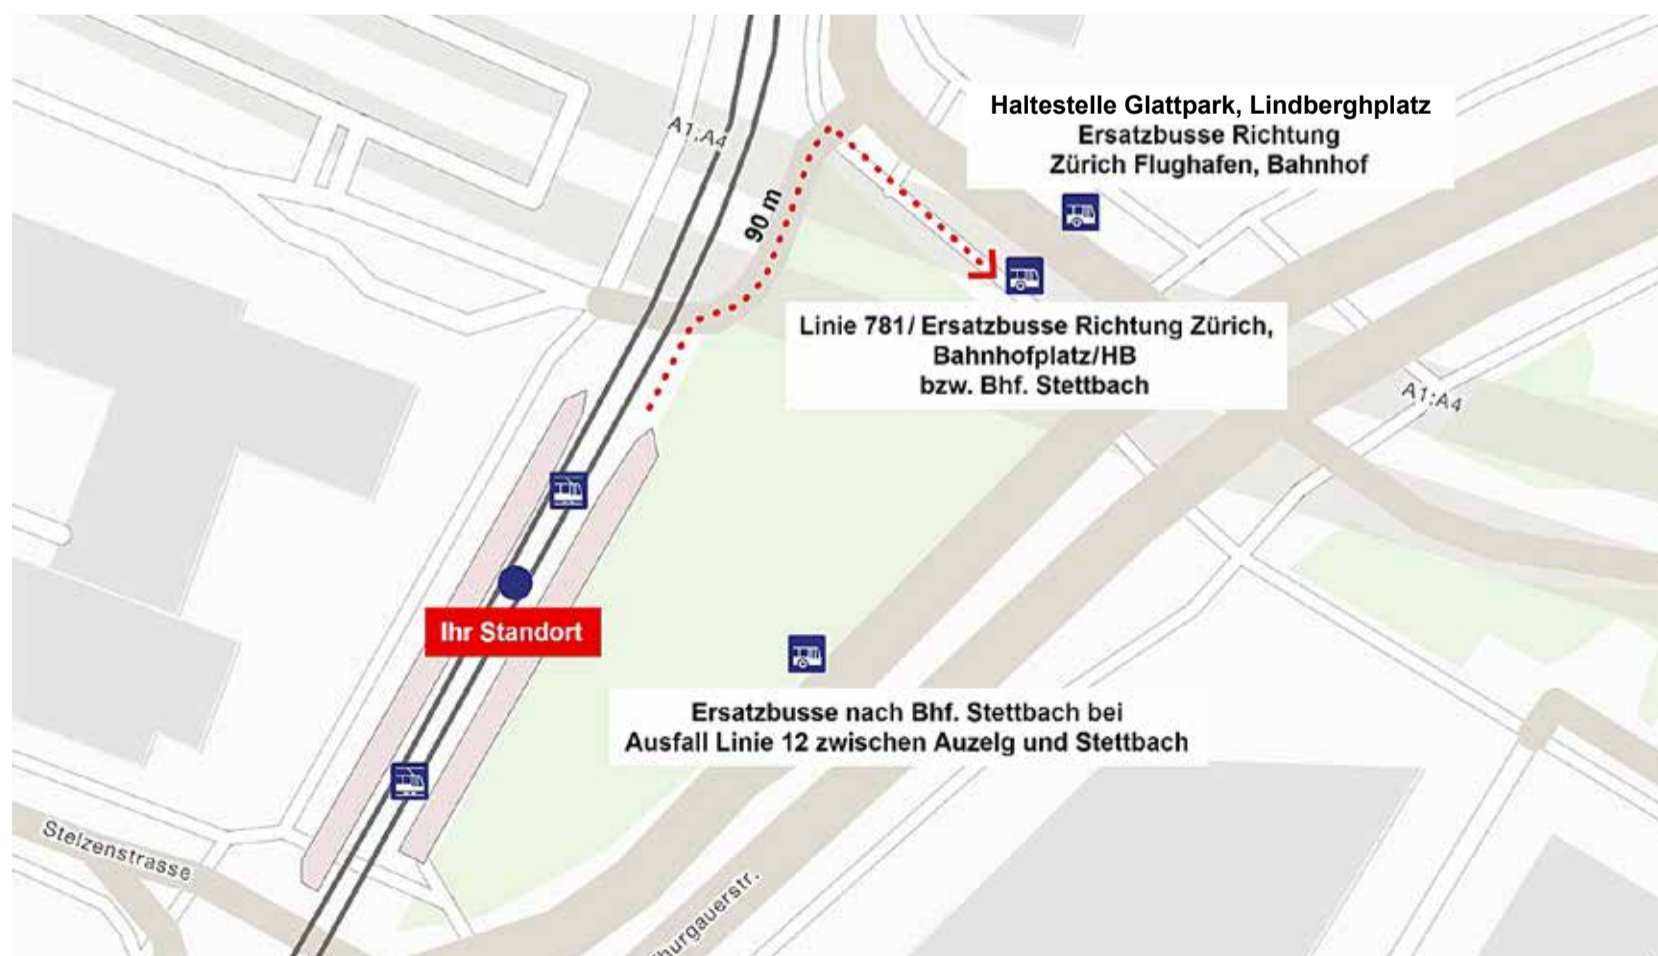 Haltestelle Glattpark, Lindberghplatz
Ersatzbusse Richtung
Zürich Flughafen, Bahnhof
A1;A4
90 m
Linie 781/ Ersatzbusse Richtung Zürich,
Bahnhofplatz/HB
bzw. Bhf. Stettbach
A1;A4
Ihr Standort
Ersatzbusse nach Bhf. Stettbach bei
Ausfall Linie 12 zwischen Auzelg und Stettbach
Stelzenstrasse
hurgauerstr.